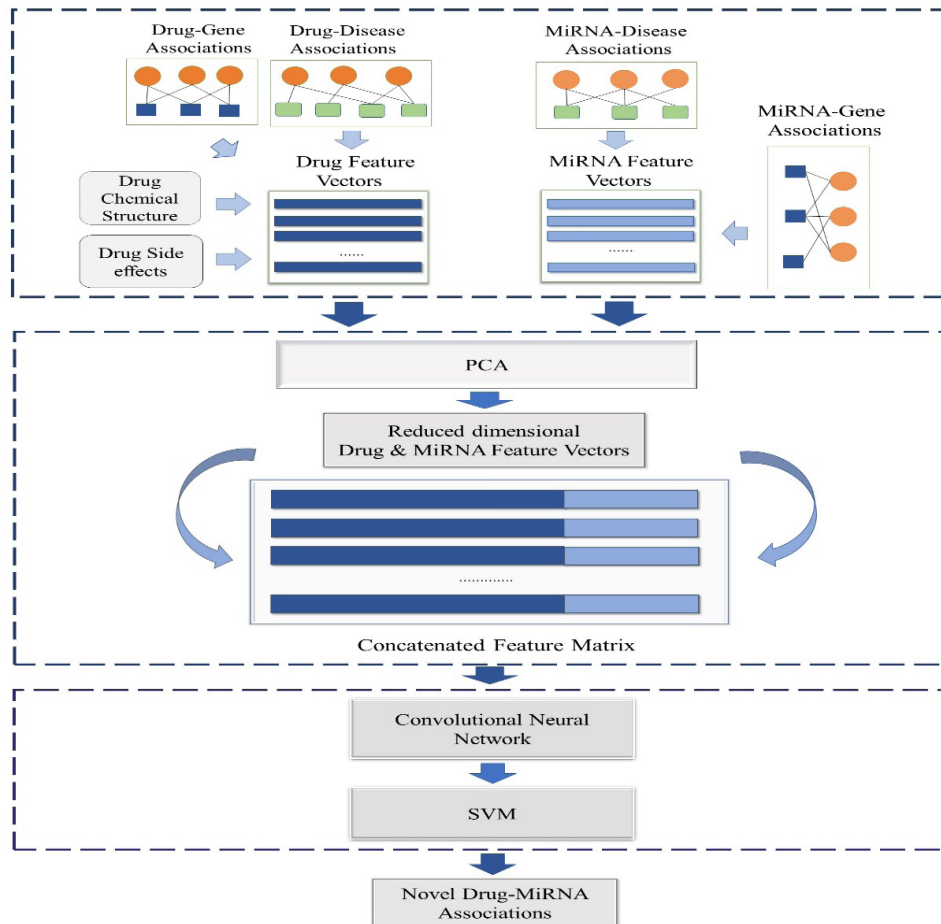 Drug-Gene
Associations
Drug-Disease
Associations
MiRNA-Disease
Associations
MiRNA-Gene
Associations
Drug Feature
Vectors
MiRNA Feature
Vectors
Drug
Chemical
Structure
Drug Side
effects
......
......
PCA
Reduced dimensional
Drug & MiRNA Feature Vectors
.............
Concatenated Feature Matrix
Convolutional Neural
Network
SVM
Novel Drug-MiRNA
Associations